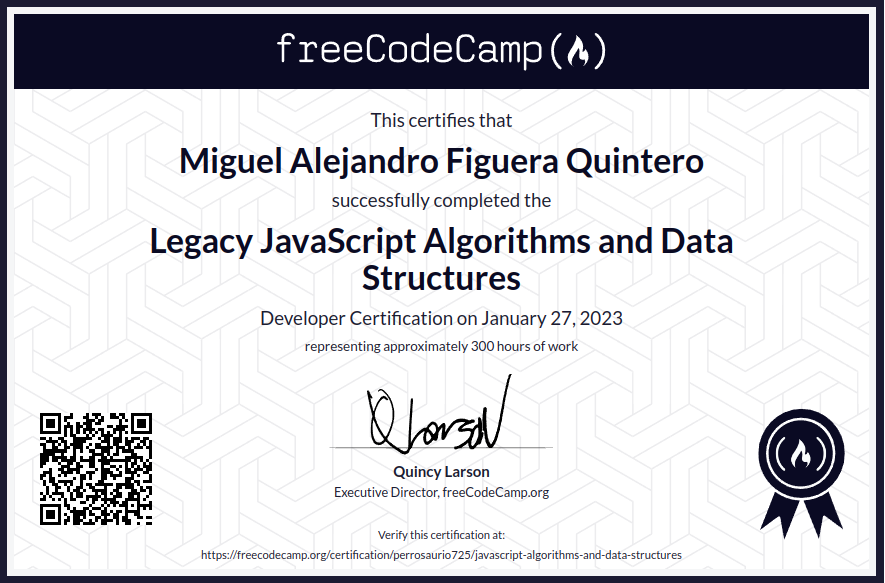 freeCodeCamp
This certifies that
Miguel Alejandro Figuera Quintero
successfully completed the
Legacy JavaScript Algorithms and Data
Structures
Developer Certification on January 27, 2023
representing approximately 300 hours of work
Quincy Larson
Executive Director, freeCodeCamp.org
Verify this certification at:
https://freecodecamp.org/certification/perrosaurio725/javascript-algorithms-and-data-structures